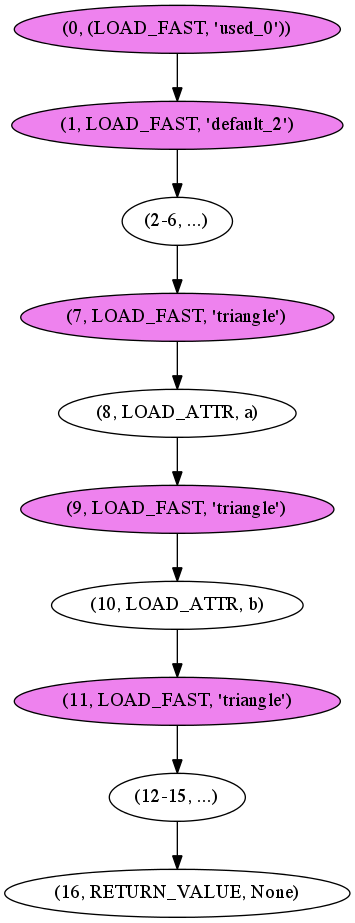 (0, (LOAD_FAST, 'used_0'))
(1, LOAD_FAST, 'default_2')
(2-6, ...)
(7, LOAD_FAST, 'triangle')
(8, LOAD_ATTR, a)
(9, LOAD_FAST, 'triangle')
(10, LOAD_ATTR, b)
(11, LOAD_FAST, 'triangle')
(12-15, ...)
(16, RETURN_VALUE, None)